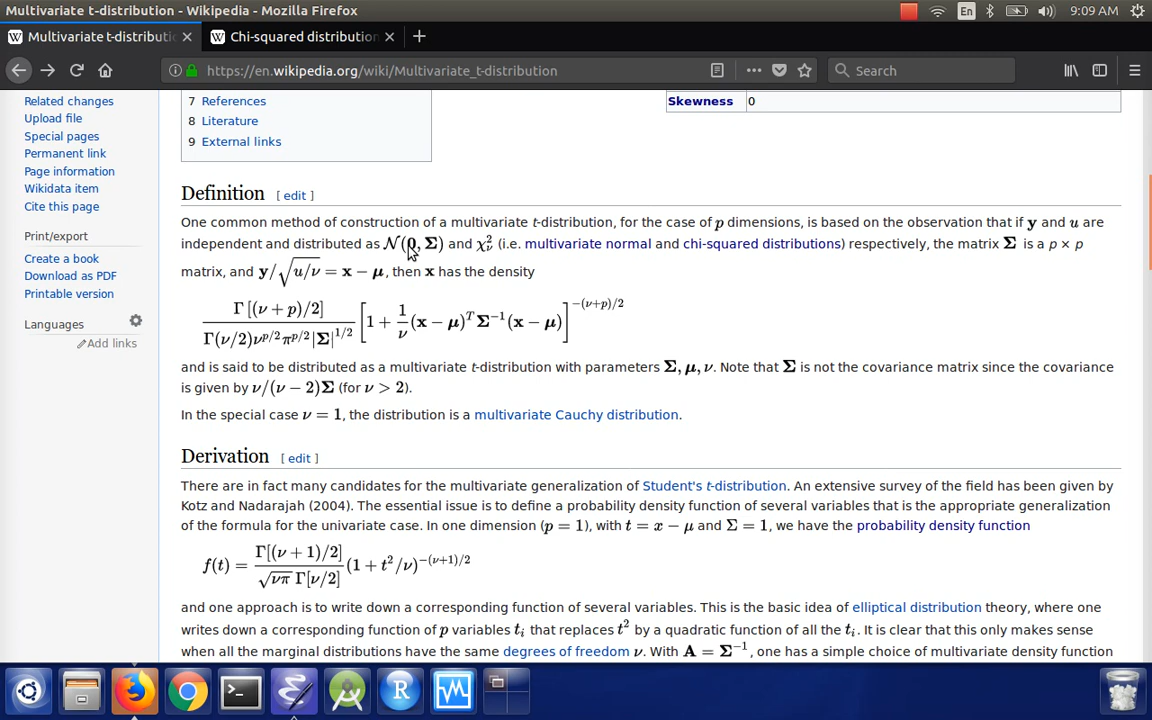 Multivariate t-distribution - Wikipedia - Mozilla Firefox
En
9:09 AM
W Multivariate t-distributi
W Chi-squared distribution
https://en.wikipedia.org/wiki/Multivariate_t-distribution
Search
Related changes
Upload file
Special pages
Permanent link
Page information
Wikidata item
Cite this page
Print/export
Create a book
Download as PDF
Printable version
Languages
Add links
7 References
8 Literature
9 External links
Skewness 0
Definition [ edit ]
One common method of construction of a multivariate t-distribution, for the case of p dimensions, is based on the observation that if y and u are
independent and distributed as 𝒩(0, Σ) and χ²_ν (i.e. multivariate normal and chi-squared distributions) respectively, the matrix Σ is a p × p
matrix, and y/√(u/ν) = x − μ, then x has the density
Γ[(ν + p)/2] / (Γ(ν/2)ν^(p/2)π^(p/2)|Σ|^(1/2)) [1 + 1/ν (x − μ)^T Σ^(−1)(x − μ)]^(−(ν+p)/2)
and is said to be distributed as a multivariate t-distribution with parameters Σ, μ, ν. Note that Σ is not the covariance matrix since the covariance
is given by ν/(ν − 2)Σ (for ν > 2).
In the special case ν = 1, the distribution is a multivariate Cauchy distribution.
Derivation [ edit ]
There are in fact many candidates for the multivariate generalization of Student's t-distribution. An extensive survey of the field has been given by
Kotz and Nadarajah (2004). The essential issue is to define a probability density function of several variables that is the appropriate generalization
of the formula for the univariate case. In one dimension (p = 1), with t = x − μ and Σ = 1, we have the probability density function
f(t) = Γ[(ν + 1)/2] / (√(νπ) Γ[ν/2]) (1 + t²/ν)^(−(ν+1)/2)
and one approach is to write down a corresponding function of several variables. This is the basic idea of elliptical distribution theory, where one
writes down a corresponding function of p variables t_i that replaces t² by a quadratic function of all the t_i. It is clear that this only makes sense
when all the marginal distributions have the same degrees of freedom ν. With A = Σ^(−1), one has a simple choice of multivariate density function
R